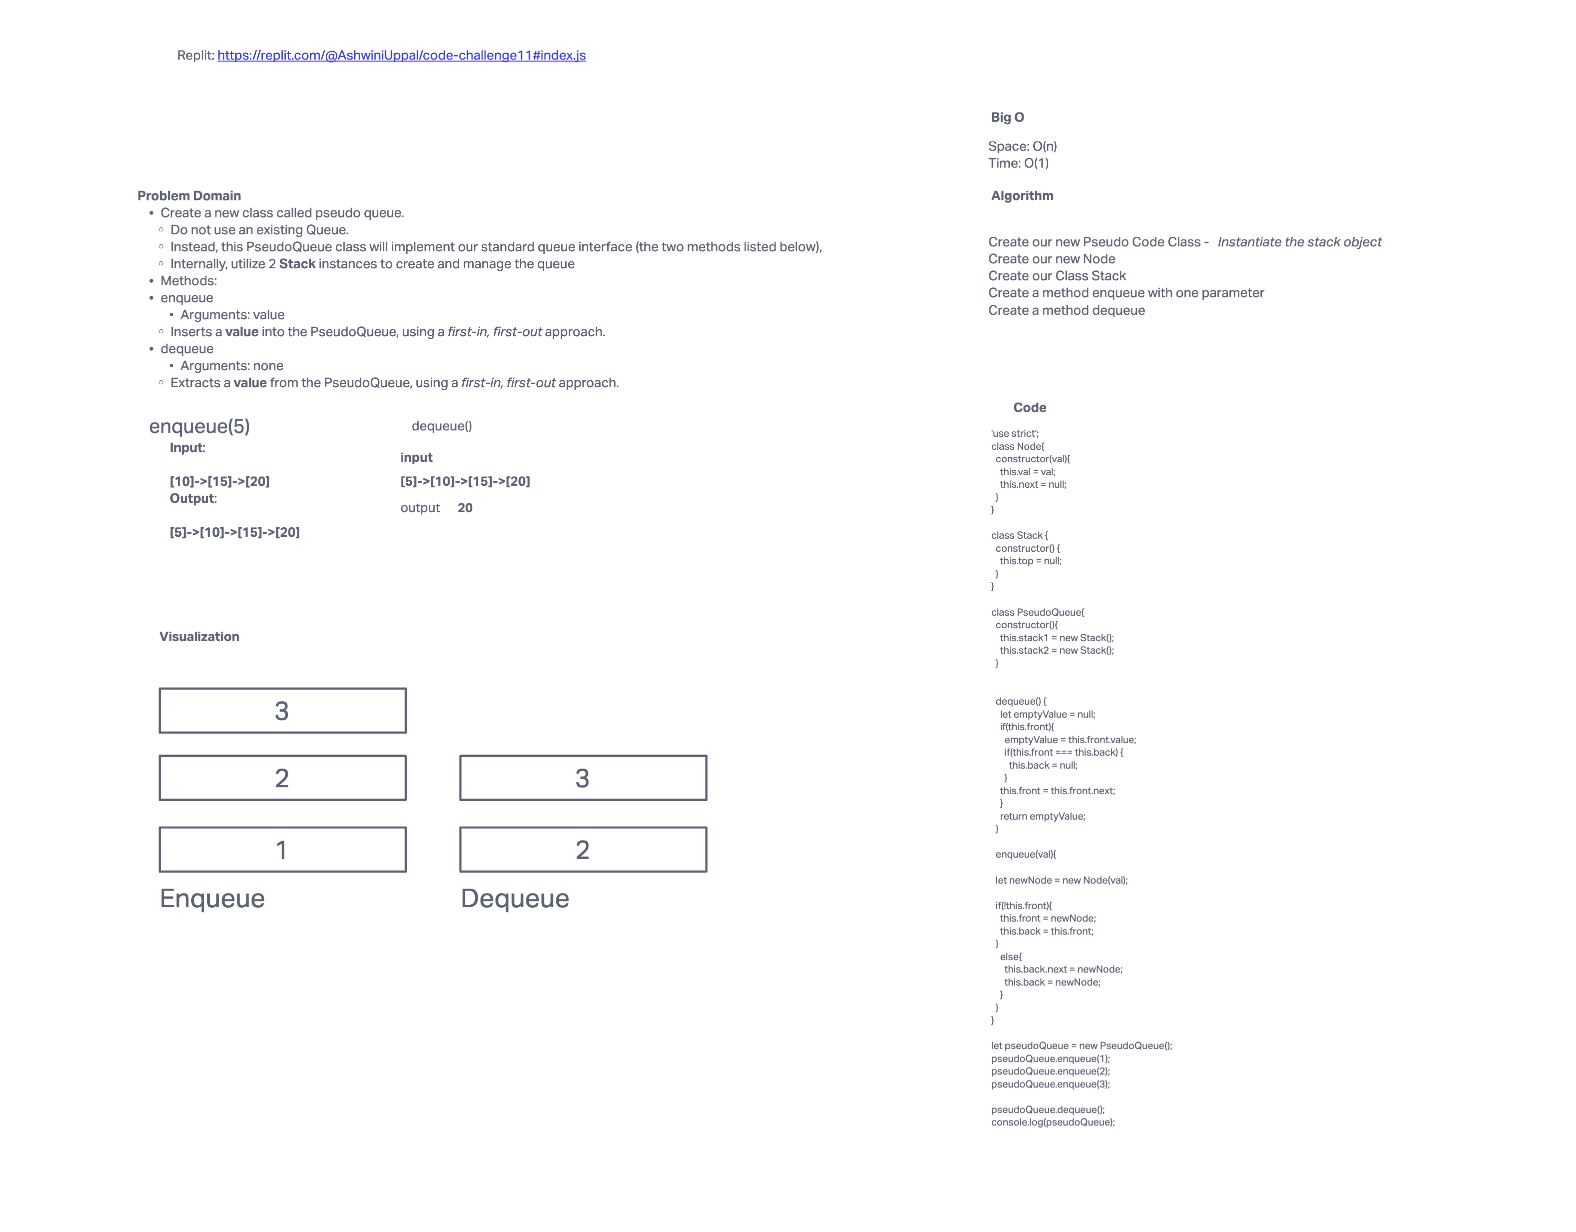 Replit: https://replit.com/@AshwiniUppal/code-challenge11#index.js
Problem Domain
• Create a new class called pseudo queue.
◦ Do not use an existing Queue.
◦ Instead, this PseudoQueue class will implement our standard queue interface (the two methods listed below),
◦ Internally, utilize 2 Stack instances to create and manage the queue
• Methods:
• enqueue
▪ Arguments: value
◦ Inserts a value into the PseudoQueue, using a first-in, first-out approach.
• dequeue
▪ Arguments: none
◦ Extracts a value from the PseudoQueue, using a first-in, first-out approach.
enqueue(5)
Input:
[10]->[15]->[20]
Output:
[5]->[10]->[15]->[20]
dequeue()
input
[5]->[10]->[15]->[20]
output 20
Visualization
3
2
1
Enqueue
3
2
Dequeue
Big O
Space: O(n)
Time: O(1)
Algorithm
Create our new Pseudo Code Class - Instantiate the stack object
Create our new Node
Create our Class Stack
Create a method enqueue with one parameter
Create a method dequeue
Code
'use strict';
class Node{
constructor(val){
this.val = val;
this.next = null;
}
}
class Stack {
constructor() {
this.top = null;
}
}
class PseudoQueue{
constructor(){
this.stack1 = new Stack();
this.stack2 = new Stack();
}
dequeue() {
let emptyValue = null;
if(this.front){
emptyValue = this.front.value;
if(this.front === this.back) {
this.back = null;
}
this.front = this.front.next;
}
return emptyValue;
}
enqueue(val){
let newNode = new Node(val);
if(!this.front){
this.front = newNode;
this.back = this.front;
}
else{
this.back.next = newNode;
this.back = newNode;
}
}
}
let pseudoQueue = new PseudoQueue();
pseudoQueue.enqueue(1);
pseudoQueue.enqueue(2);
pseudoQueue.enqueue(3);
pseudoQueue.dequeue();
console.log(pseudoQueue);